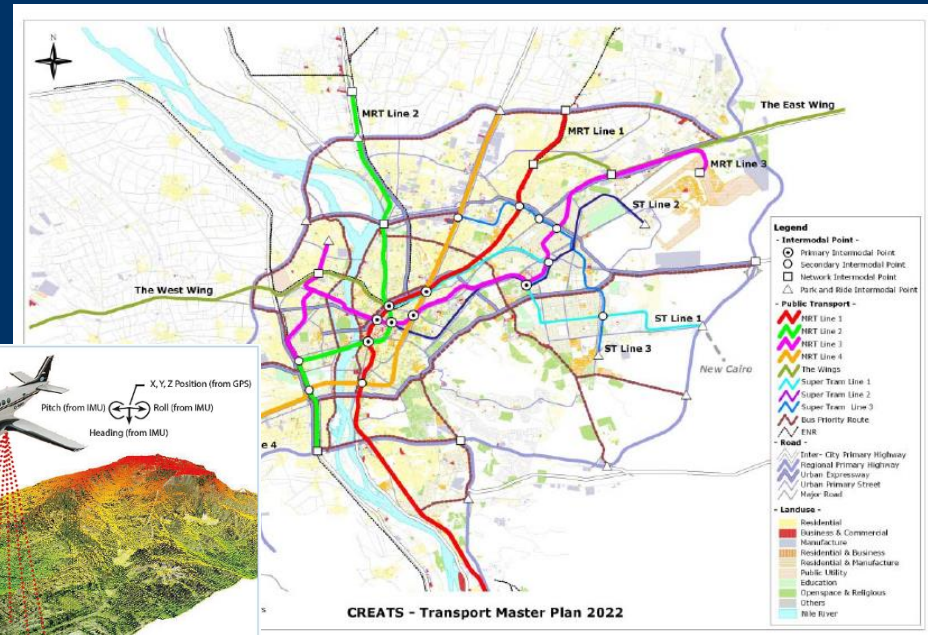 N
MRT Line 2
MRT Line 1
The East Wing
MRT Line 3
ST Line 2
The West Wing
ST Line 1
ST Line 3
New Cairo
e 4
Legend
- Intermodal Point -
Primary Intermodal Point
Secondary Intermodal Point
Network Intermodal Point
Park and Ride Intermodal Point
- Public Transport -
MRT Line 1
MRT Line 2
MRT Line 3
MRT Line 4
The Wings
Super Tram Line 1
Super Tram Line 2
Super Tram Line 3
Bus Priority Route
ENR
- Road -
Inter- City Primary Highway
Regional Primary Highway
Urban Expressway
Urban Primary Street
Major Road
- Landuse -
Residential
Business & Commercial
Manufacture
Residential & Business
Residential & Manufacture
Public Utility
Education
Openspace & Religious
Others
Nile River
X, Y, Z Position (from GPS)
Pitch (from IMU)
Roll (from IMU)
Heading (from IMU)
CREATS - Transport Master Plan 2022